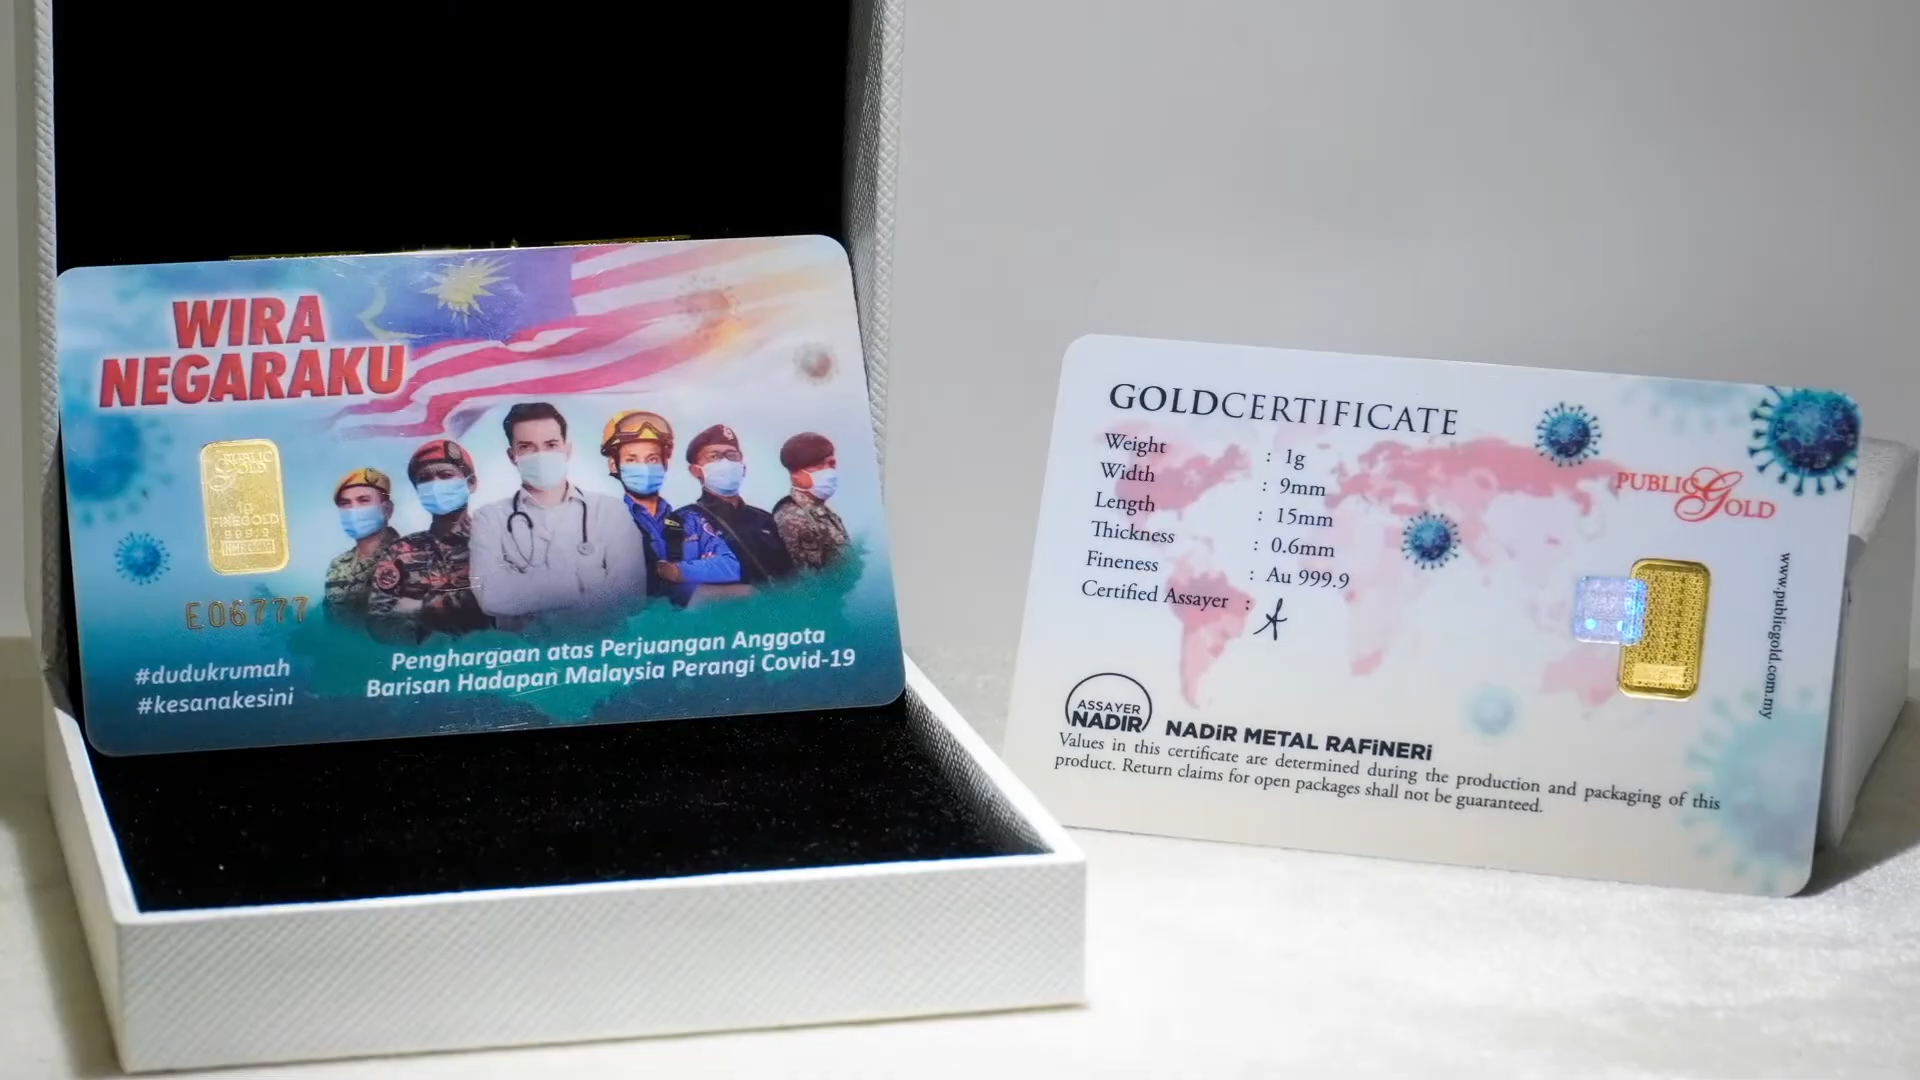 WIRA
NEGARAKU
PUBLIC
GOLD
1g
FINEGOLD
999.9
E06777
#dudukrumah
#kesanakesini
Penghargaan atas Perjuangan Anggota
Barisan Hadapan Malaysia Perangi Covid-19
GOLDCERTIFICATE
Weight : 1g
Width : 9mm
Length : 15mm
Thickness : 0.6mm
Fineness : Au 999.9
Certified Assayer :
PUBLIC GOLD
www.publicgold.com.my
ASSAYER
NADIR
NADiR METAL RAFiNERi
Values in this certificate are determined during the production and packaging of this
product. Return claims for open packages shall not be guaranteed.